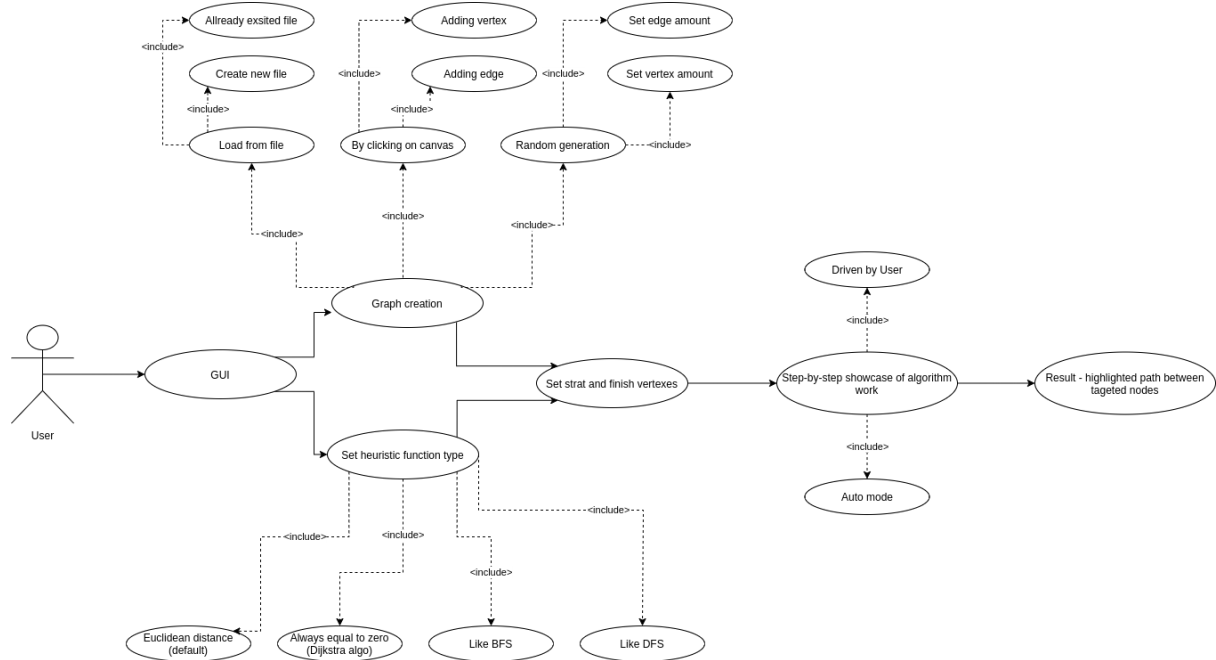 Allready exsited file
Adding vertex
Set edge amount
<include>
Create new file
<include>
Adding edge
<include>
Set vertex amount
<include>
<include>
<include>
Load from file
By clicking on canvas
Random generation
<include>
<include>
<include>
<include>
Driven by User
Graph creation
<include>
GUI
Set strat and finish vertexes
Step-by-step showcase of algorithm
work
Result - highlighted path between
tageted nodes
User
Set heuristic function type
<include>
Auto mode
<include>
<include>
<include>
<include>
Euclidean distance
(default)
Always equal to zero
(Dijkstra algo)
Like BFS
Like DFS